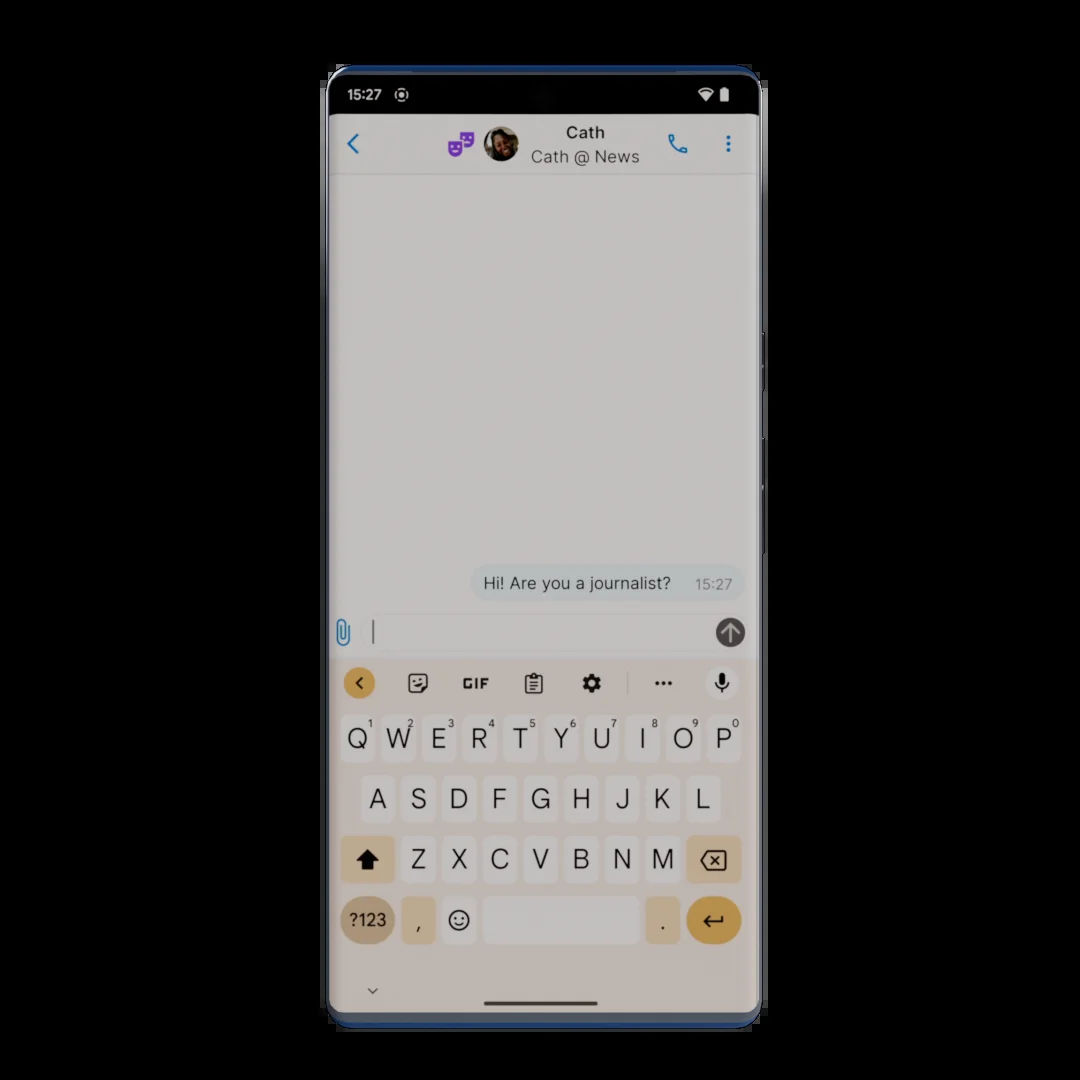 15:27
Cath
Cath @ News
Hi! Are you a journalist? 15:27
GIF
Q1 W2 E3 R4 T5 Y6 U7 I8 O9 P0
A S D F G H J K L
Z X C V B N M
?123 , .